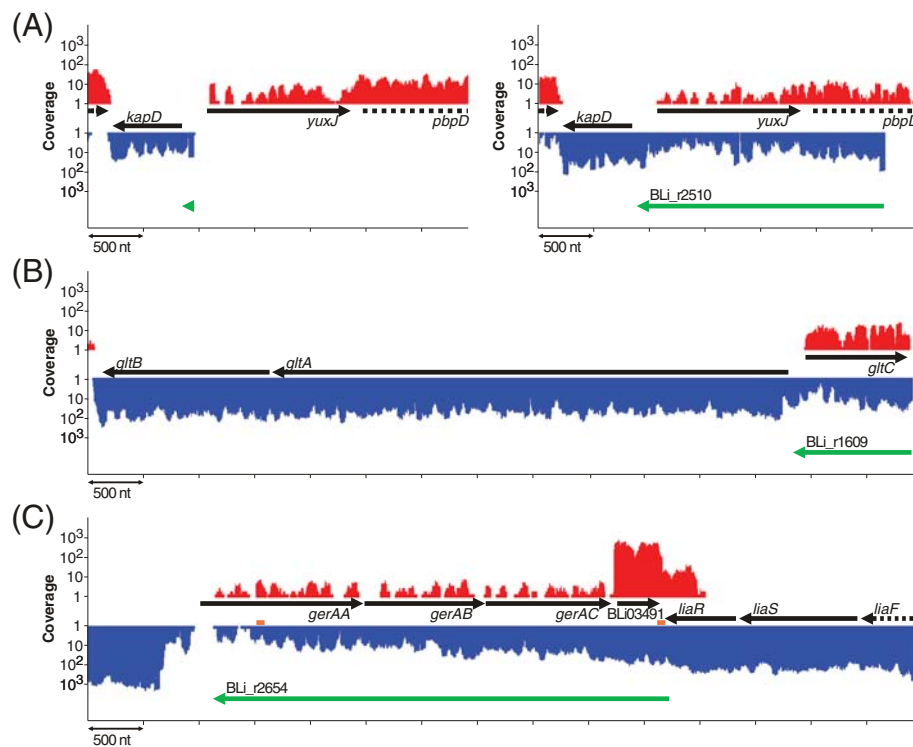 (A)
Coverage
10³
10²
10
1
kapD
yuxJ
pbpD
1
10
10²
10³
500 nt
Coverage
10³
10²
10
1
kapD
yuxJ
pbpD
1
10
10²
10³
BLi_r2510
500 nt
(B)
Coverage
10³
10²
10
1
gltB
gltA
gltC
1
10
10²
10³
BLi_r1609
500 nt
(C)
Coverage
10³
10²
10
1
gerAA
gerAB
gerAC
BLi03491
liaR
liaS
liaF
1
10
10²
10³
BLi_r2654
500 nt